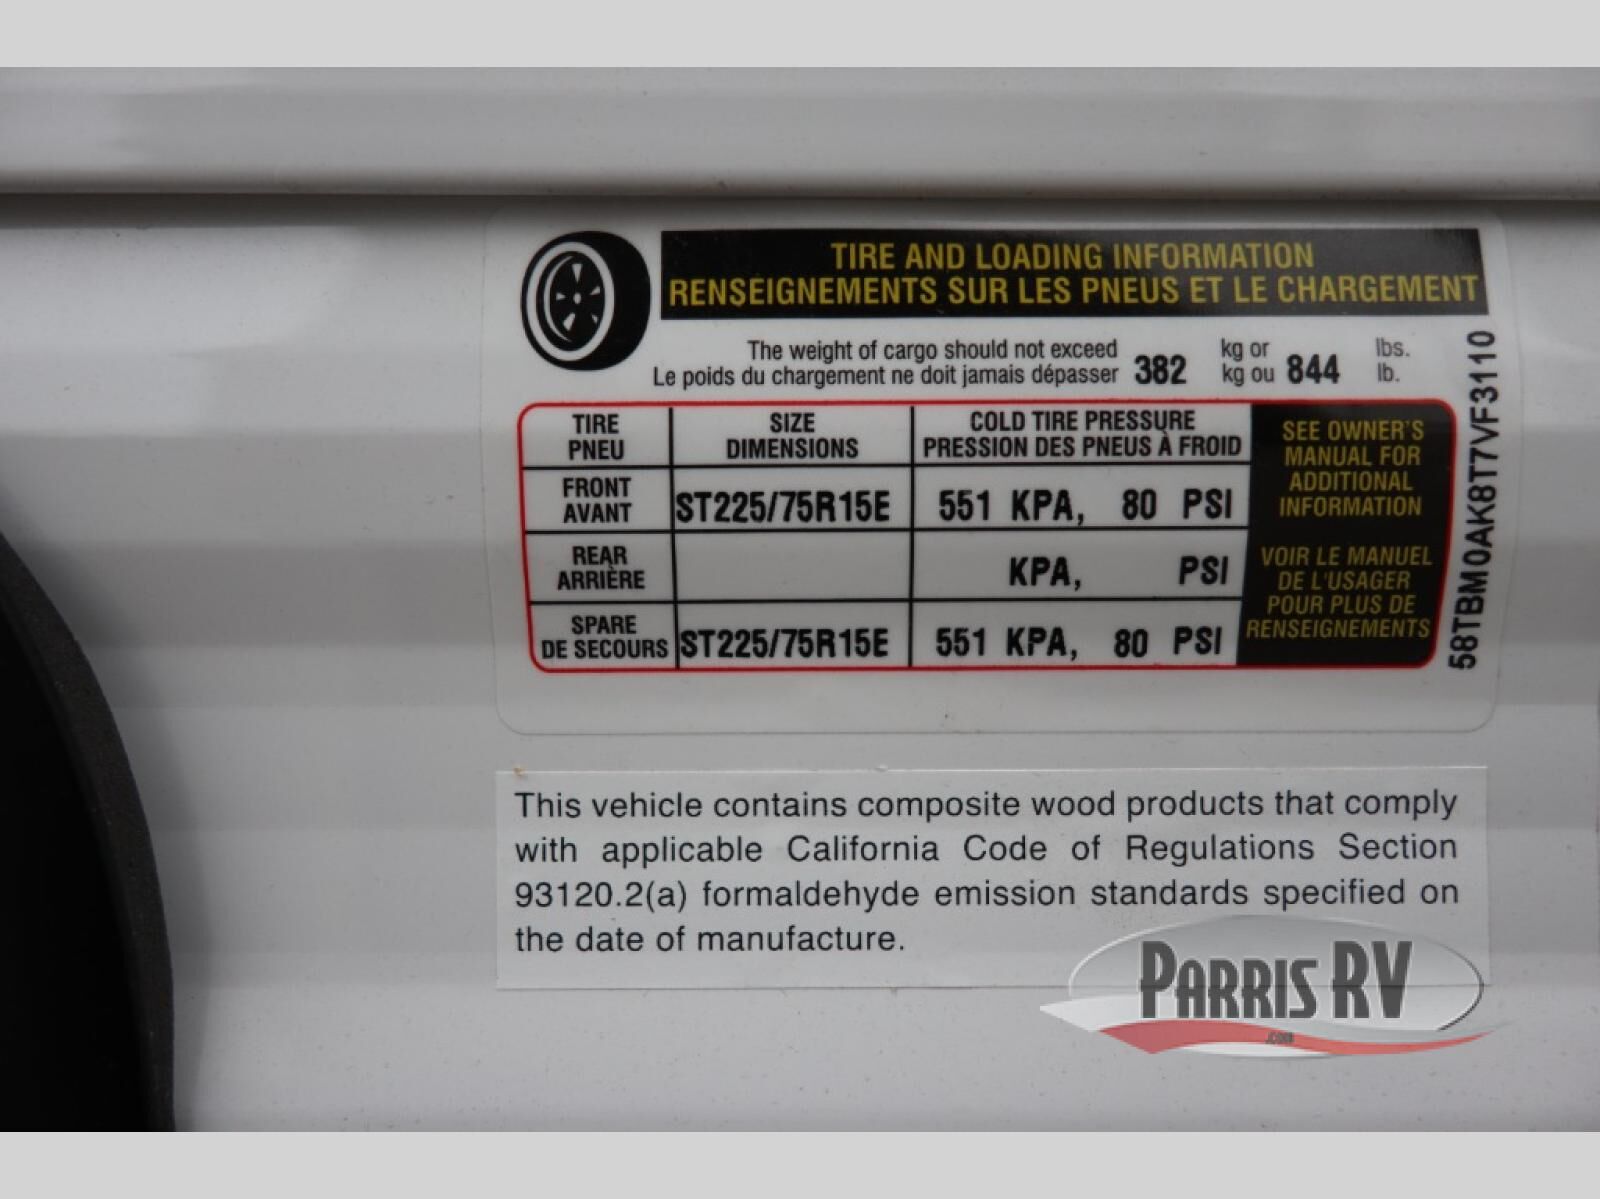 TIRE AND LOADING INFORMATION
RENSEIGNEMENTS SUR LES PNEUS ET LE CHARGEMENT
The weight of cargo should not exceed 382 kg or 844 lbs.
Le poids du chargement ne doit jamais dépasser kg ou lb.
TIRE SIZE COLD TIRE PRESSURE
PNEU DIMENSIONS PRESSION DES PNEUS À FROID
FRONT
AVANT ST225/75R15E 551 KPA, 80 PSI
REAR
ARRIÈRE KPA, PSI
SPARE
DE SECOURS ST225/75R15E 551 KPA, 80 PSI
SEE OWNER'S
MANUAL FOR
ADDITIONAL
INFORMATION
VOIR LE MANUEL
DE L'USAGER
POUR PLUS DE
RENSEIGNEMENTS
58TBM0AK8T7VF3110
This vehicle contains composite wood products that comply
with applicable California Code of Regulations Section
93120.2(a) formaldehyde emission standards specified on
the date of manufacture.
PARRIS RV
.com